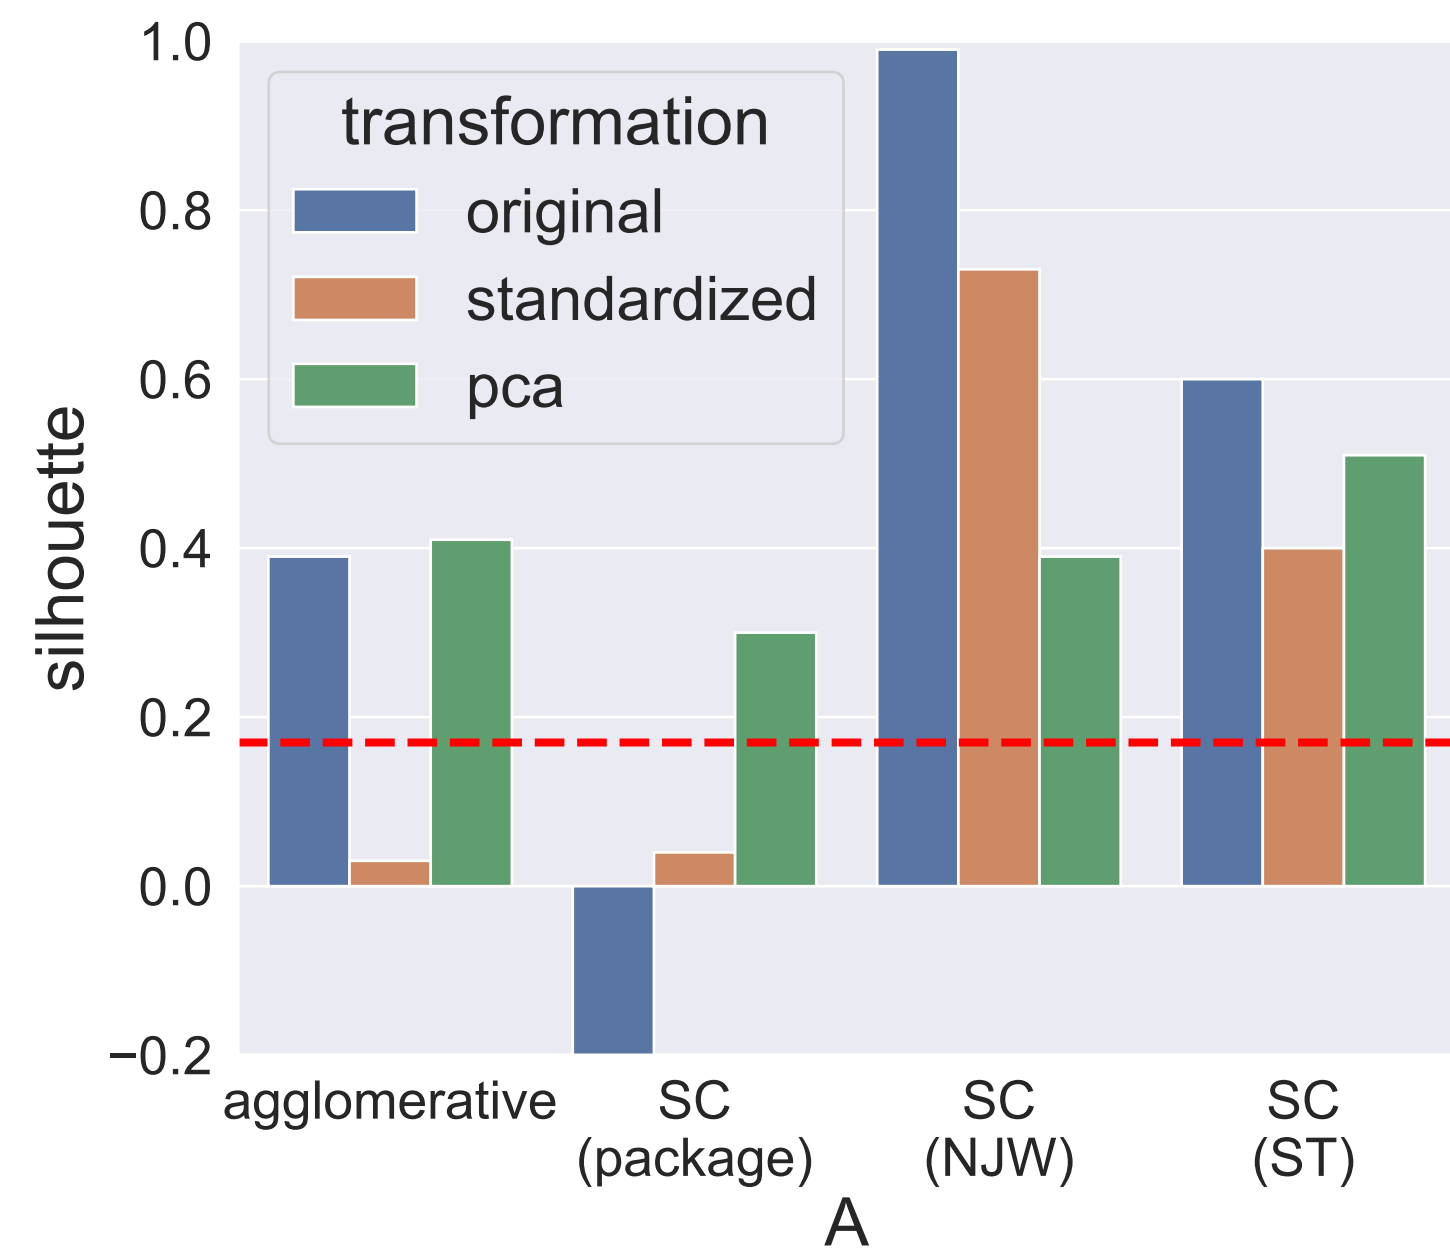 1.0
0.8
0.6
0.4
0.2
0.0
−0.2
silhouette
transformation
original
standardized
pca
agglomerative
SC
(package)
SC
(NJW)
SC
(ST)
A